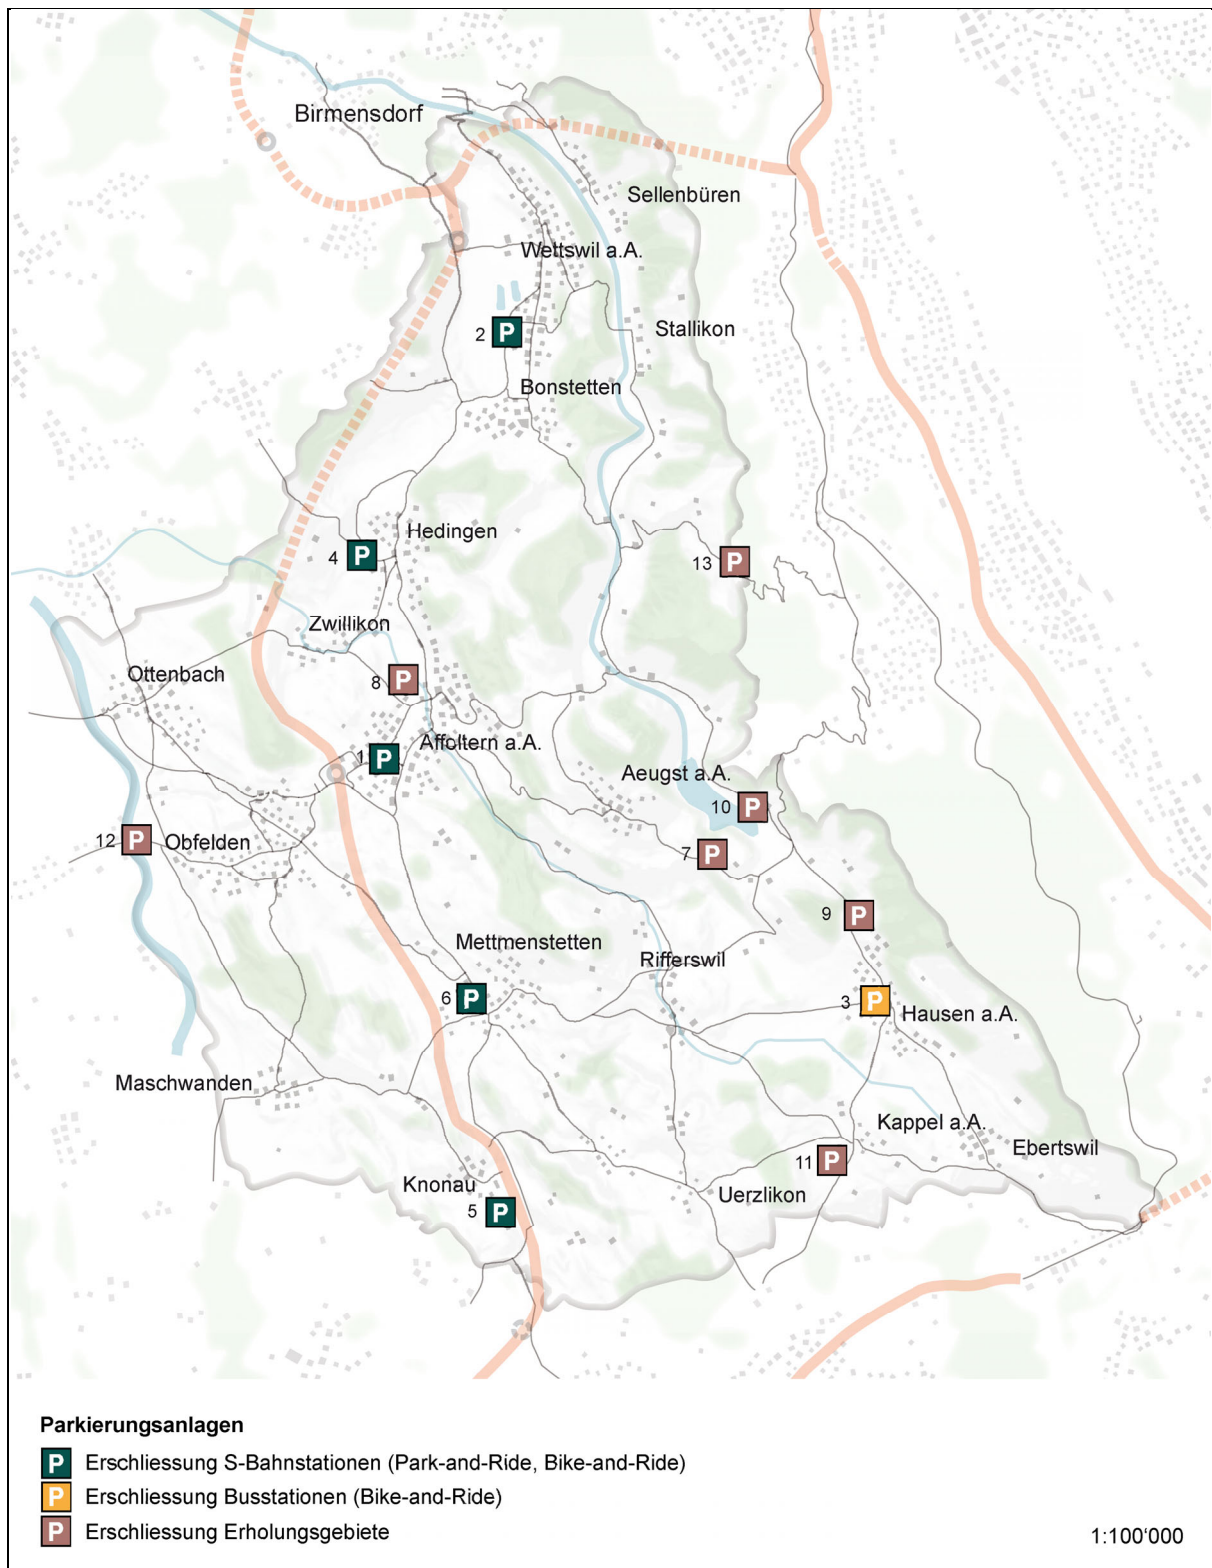 Birmensdorf
Sellenbüren
Wettswil a.A.
2 P
Stallikon
Bonstetten
Hedingen
4 P
13 P
Zwillikon
Ottenbach
8 P
1 P
Affoltern a.A.
Aeugst a.A.
10 P
12 P
Obfelden
7 P
9 P
Mettmenstetten
Rifferswil
6 P
3 P
Hausen a.A.
Maschwanden
Kappel a.A.
Ebertswil
11 P
Knonau
Uerzlikon
5 P
Parkierungsanlagen
P Erschliessung S-Bahnstationen (Park-and-Ride, Bike-and-Ride)
P Erschliessung Busstationen (Bike-and-Ride)
P Erschliessung Erholungsgebiete
1:100‘000